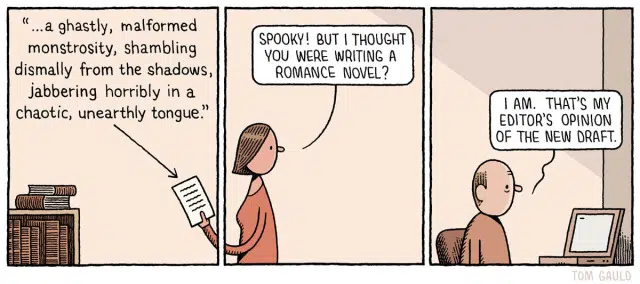 “...a ghastly, malformed
monstrosity, shambling
dismally from the shadows,
jabbering horribly in a
chaotic, unearthly tongue.”
SPOOKY! BUT I THOUGHT
YOU WERE WRITING A
ROMANCE NOVEL?
I AM. THAT'S MY
EDITOR'S OPINION
OF THE NEW DRAFT.
TOM GAULD